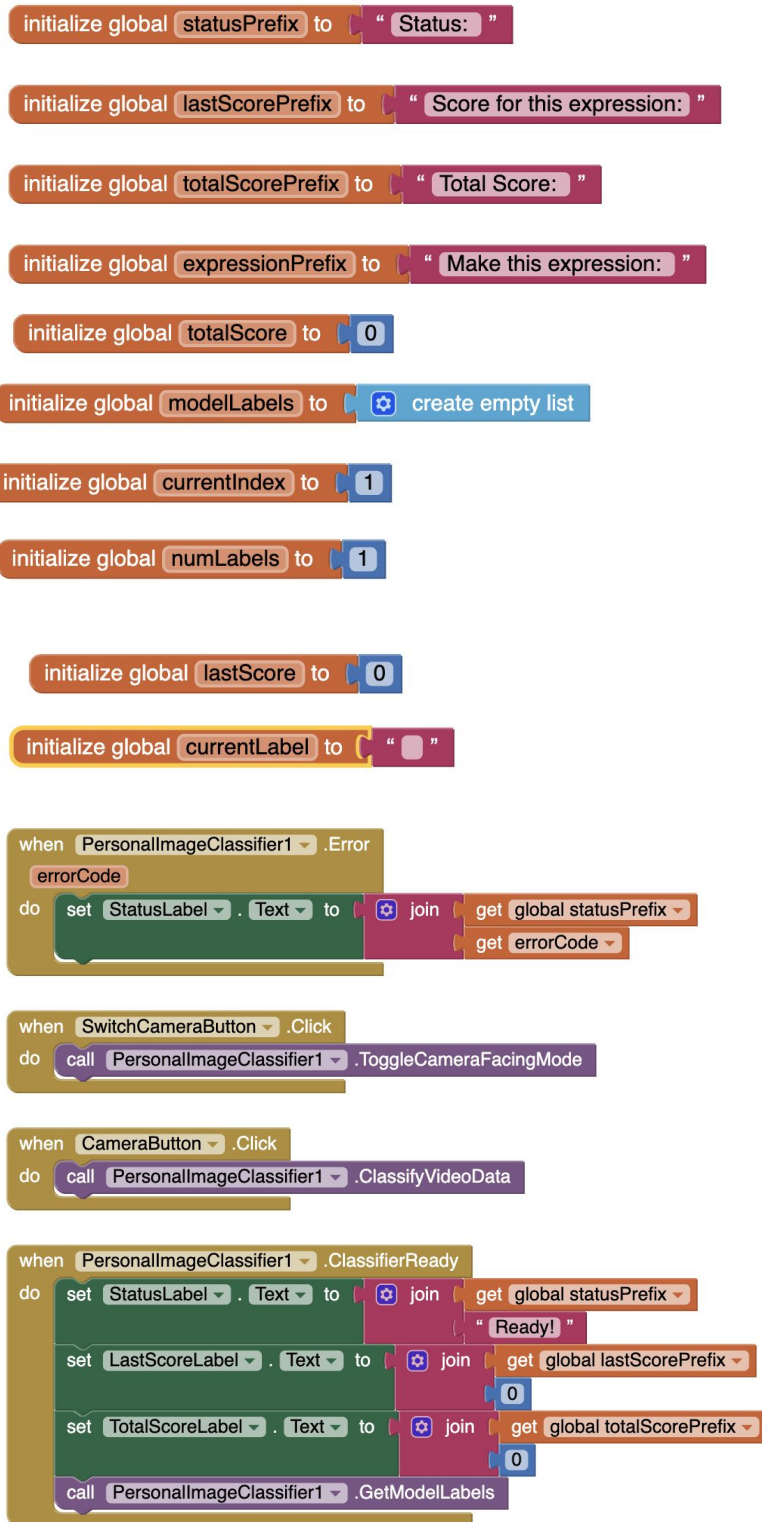 initialize global statusPrefix to " Status: "
initialize global lastScorePrefix to " Score for this expression: "
initialize global totalScorePrefix to " Total Score: "
initialize global expressionPrefix to " Make this expression: "
initialize global totalScore to 0
initialize global modelLabels to create empty list
initialize global currentIndex to 1
initialize global numLabels to 1
initialize global lastScore to 0
initialize global currentLabel to " "
when PersonalImageClassifier1 .Error
errorCode
do set StatusLabel . Text to join get global statusPrefix
get errorCode
when SwitchCameraButton .Click
do call PersonalImageClassifier1 .ToggleCameraFacingMode
when CameraButton .Click
do call PersonalImageClassifier1 .ClassifyVideoData
when PersonalImageClassifier1 .ClassifierReady
do set StatusLabel . Text to join get global statusPrefix
" Ready! "
set LastScoreLabel . Text to join get global lastScorePrefix
0
set TotalScoreLabel . Text to join get global totalScorePrefix
0
call PersonalImageClassifier1 .GetModelLabels